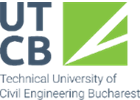 UT
CB
Technical University of
Civil Engineering Bucharest